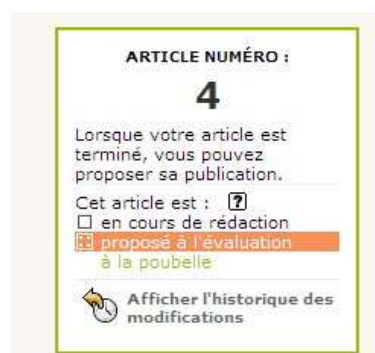 ARTICLE NUMÉRO :
4
Lorsque votre article est
terminé, vous pouvez
proposer sa publication.
Cet article est : ?
en cours de rédaction
proposé à l'évaluation
à la poubelle
Afficher l'historique des
modifications